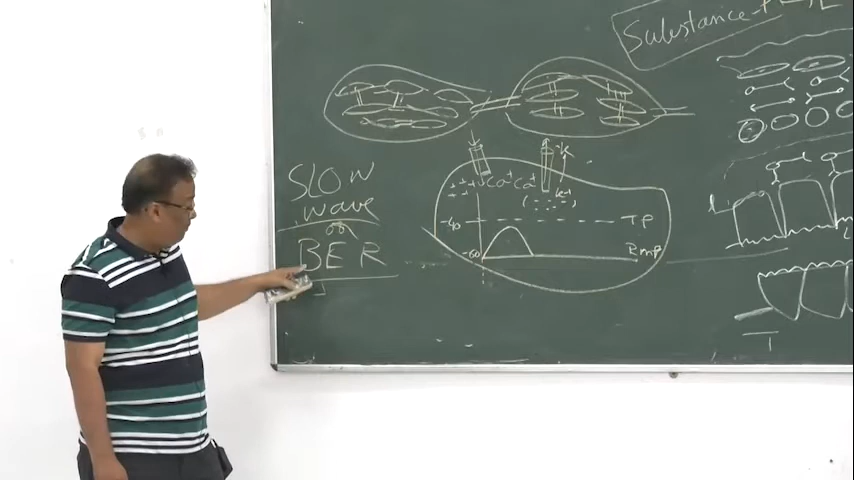 Substance - P
SLOW
wave
or
BER
Ca+ Ca+
K+
-40
TP
-60
Rmp